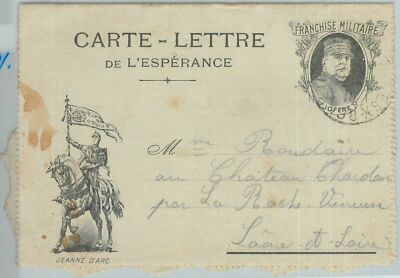 FRANCHISE MILITAIRE
CARTE - LETTRE
DE L'ESPÉRANCE
JOFFRE
Mme Rondaire
au Château Chardon
par La Roche-Vineuse
Saône-et-Loire
JEANNE D'ARC